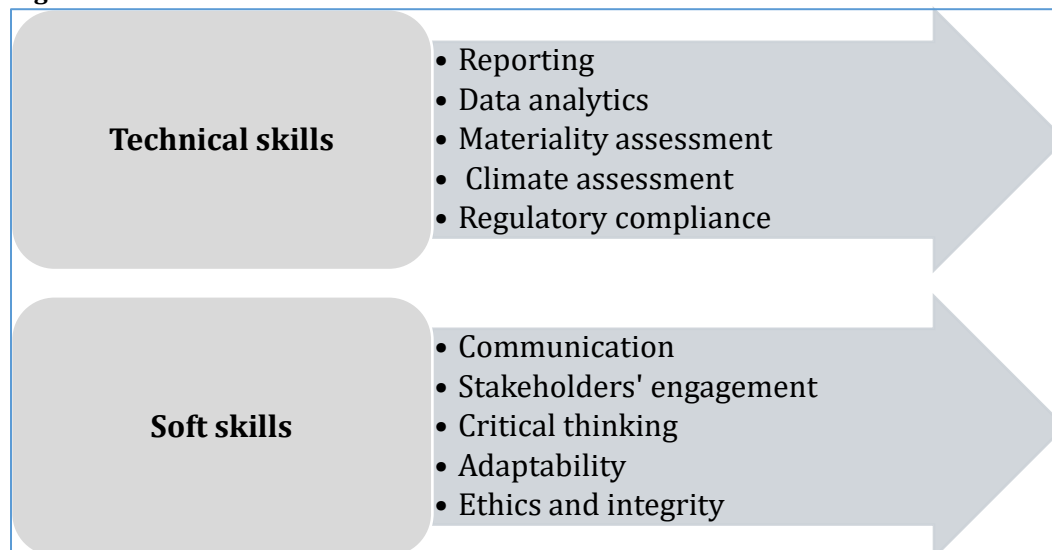 Technical skills
• Reporting
• Data analytics
• Materiality assessment
• Climate assessment
• Regulatory compliance
Soft skills
• Communication
• Stakeholders' engagement
• Critical thinking
• Adaptability
• Ethics and integrity